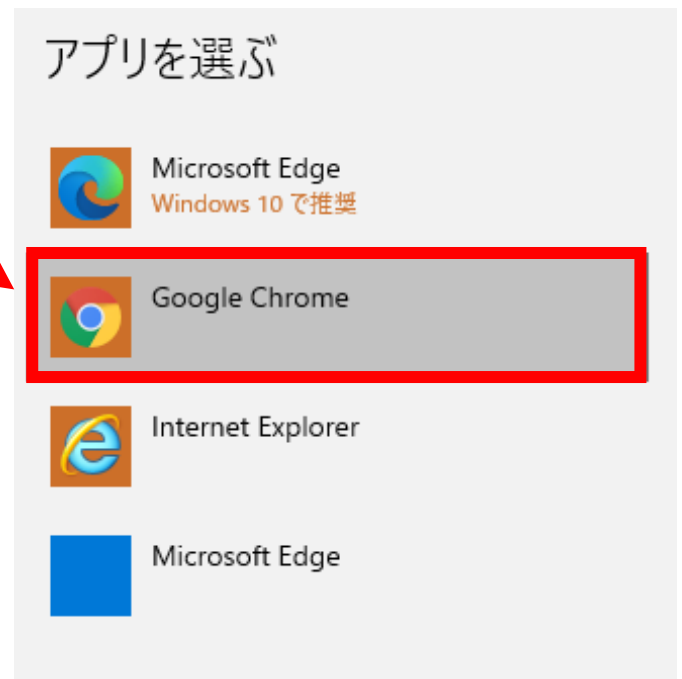 アプリを選ぶ
Microsoft Edge
Windows 10 で推奨
Google Chrome
Internet Explorer
Microsoft Edge